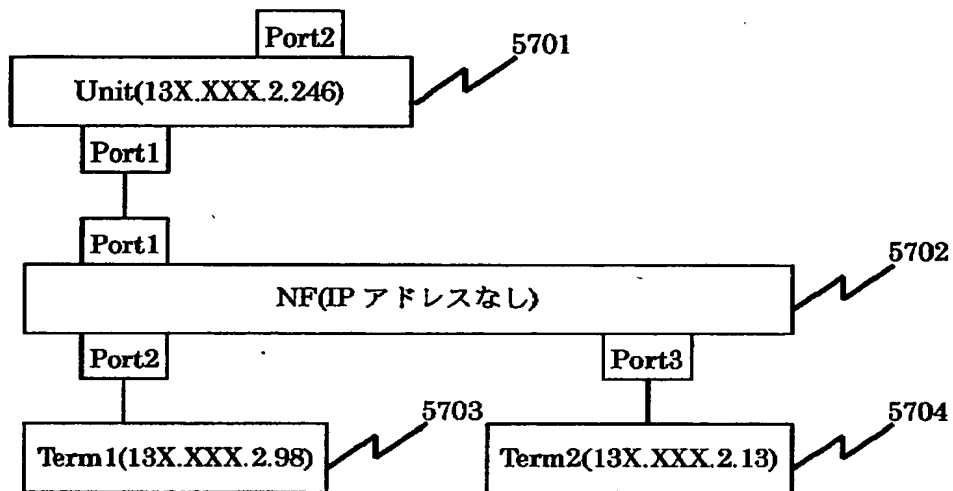 Port2
5701
Unit(13X.XXX.2.246)
Port1
Port1
5702
NF(IP アドレスなし)
Port2
Port3
5703
5704
Term1(13X.XXX.2.98)
Term2(13X.XXX.2.13)